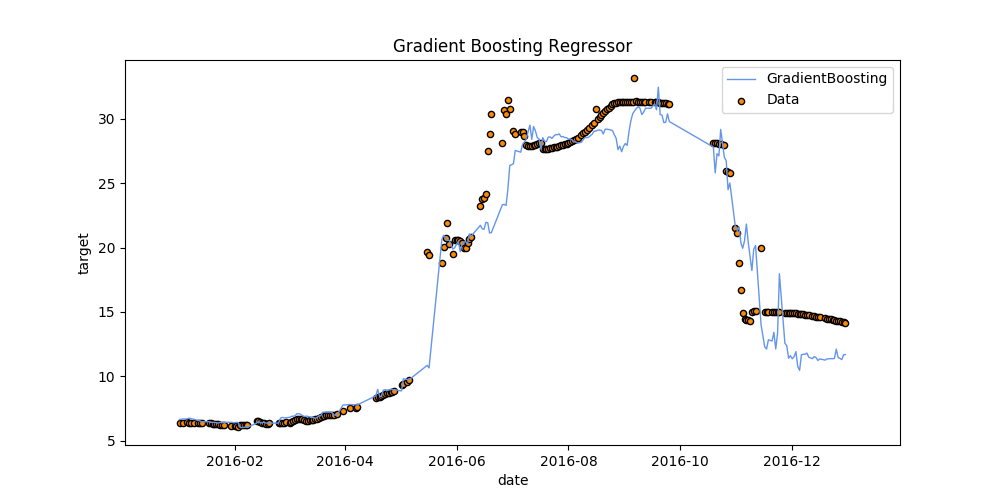 Gradient Boosting Regressor
GradientBoosting
Data
target
30
25
20
15
10
5
2016-02 2016-04 2016-06 2016-08 2016-10 2016-12
date